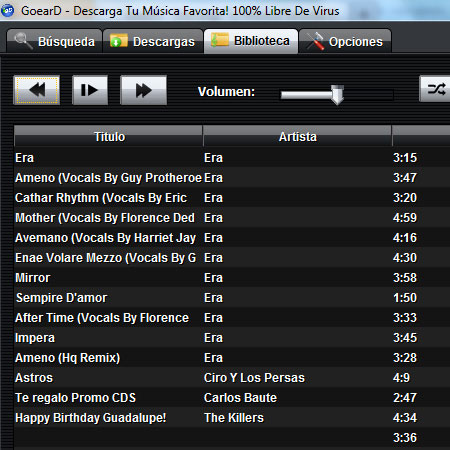 GoearD - Descarga Tu Música Favorita! 100% Libre De Virus
Búsqueda Descargas Biblioteca Opciones
Volumen:
Titulo Artista
Era Era 3:15
Ameno (Vocals By Guy Protheroe Era 3:47
Cathar Rhythm (Vocals By Eric Era 3:20
Mother (Vocals By Florence Ded Era 4:59
Avemano (Vocals By Harriet Jay Era 4:16
Enae Volare Mezzo (Vocals By G Era 4:30
Mirror Era 3:58
Sempire D'amor Era 1:50
After Time (Vocals By Florence Era 3:33
Impera Era 3:45
Ameno (Hq Remix) Era 3:28
Astros Ciro Y Los Persas 4:9
Te regalo Promo CDS Carlos Baute 2:47
Happy Birthday Guadalupe! The Killers 4:34
3:36